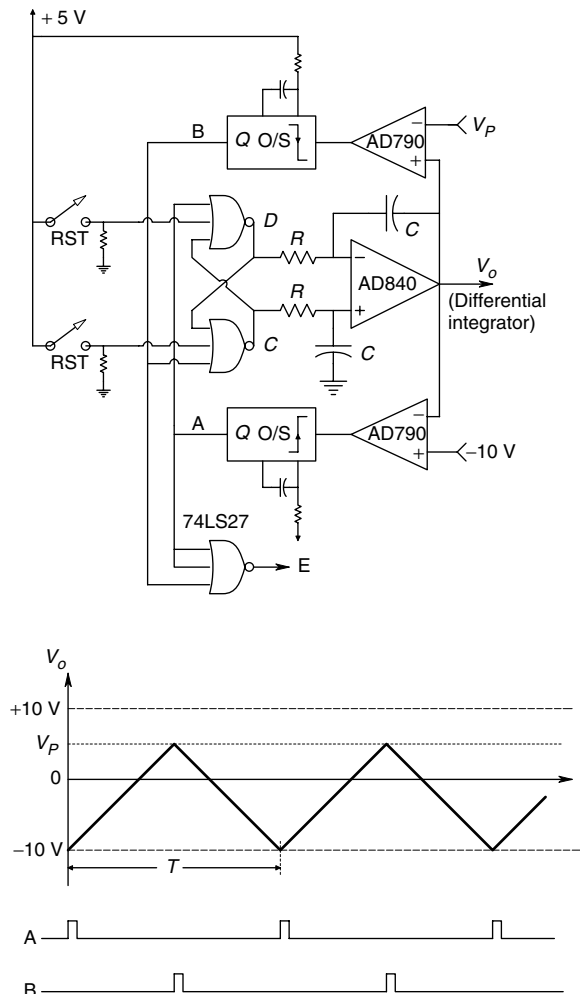 + 5 V
B
Q O/S
AD790
–
+
V_P
RST
D
R
–
C
AD840
V_o
(Differential
integrator)
R
+
RST
C
C
A
Q O/S
AD790
–
+
–10 V
74LS27
E
V_o
+10 V
V_P
0
–10 V
T
A
B